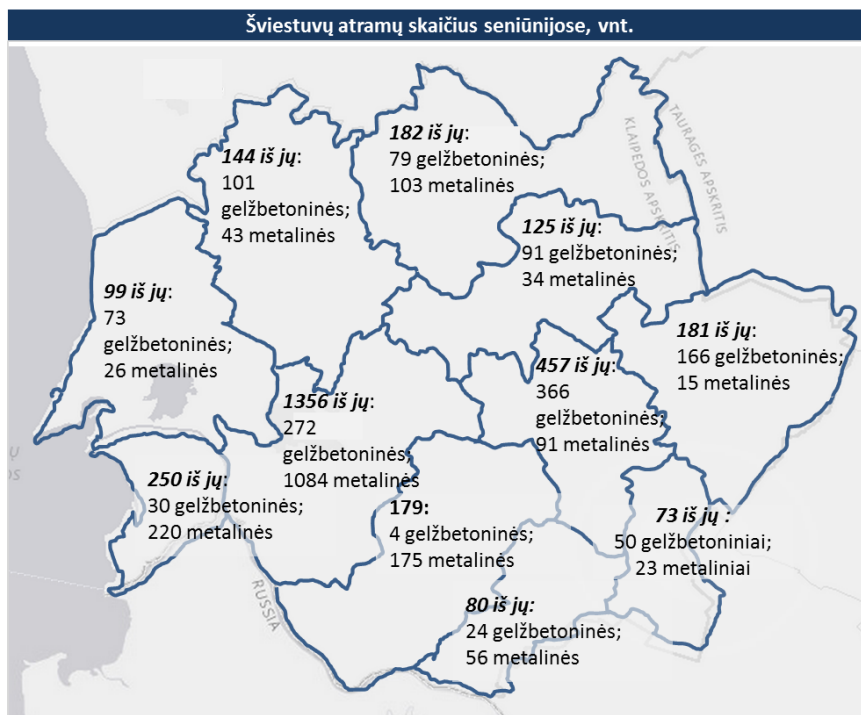 Šviestuvų atramų skaičius seniūnijose, vnt.
182 iš jų:
79 gelžbetoninės;
103 metalinės
144 iš jų:
101
gelžbetoninės;
43 metalinės
TAURAGĖS APSKRITIS
KLAIPĖDOS APSKRITIS
125 iš jų:
91 gelžbetoninės;
34 metalinės
99 iš jų:
73
gelžbetoninės;
26 metalinės
181 iš jų:
166 gelžbetoninės;
15 metalinės
457 iš jų:
366
gelžbetoninės;
91 metalinės
1356 iš jų:
272
gelžbetoninės;
1084 metalinės
250 iš jų:
30 gelžbetoninės;
220 metalinės
179:
4 gelžbetoninės;
175 metalinės
73 iš jų :
50 gelžbetoniniai;
23 metaliniai
RUSSIA
80 iš jų:
24 gelžbetoninės;
56 metalinės